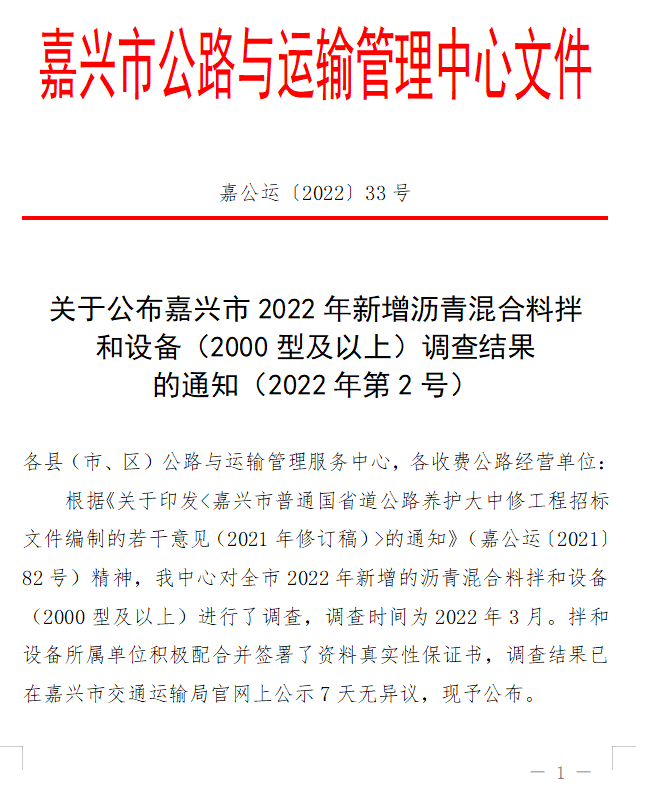 嘉兴市公路与运输管理中心文件
嘉公运〔2022〕33 号
关于公布嘉兴市 2022 年新增沥青混合料拌
和设备（2000 型及以上）调查结果
的通知（2022 年第 2 号）
各县（市、区）公路与运输管理服务中心，各收费公路经营单位：
根据《关于印发<嘉兴市普通国省道公路养护大中修工程招标
文件编制的若干意见（2021 年修订稿）>的通知》（嘉公运〔2021〕
82 号）精神，我中心对全市 2022 年新增的沥青混合料拌和设备
（2000 型及以上）进行了调查，调查时间为 2022 年 3 月。拌和
设备所属单位积极配合并签署了资料真实性保证书，调查结果已
在嘉兴市交通运输局官网上公示 7 天无异议，现予公布。
— 1 —